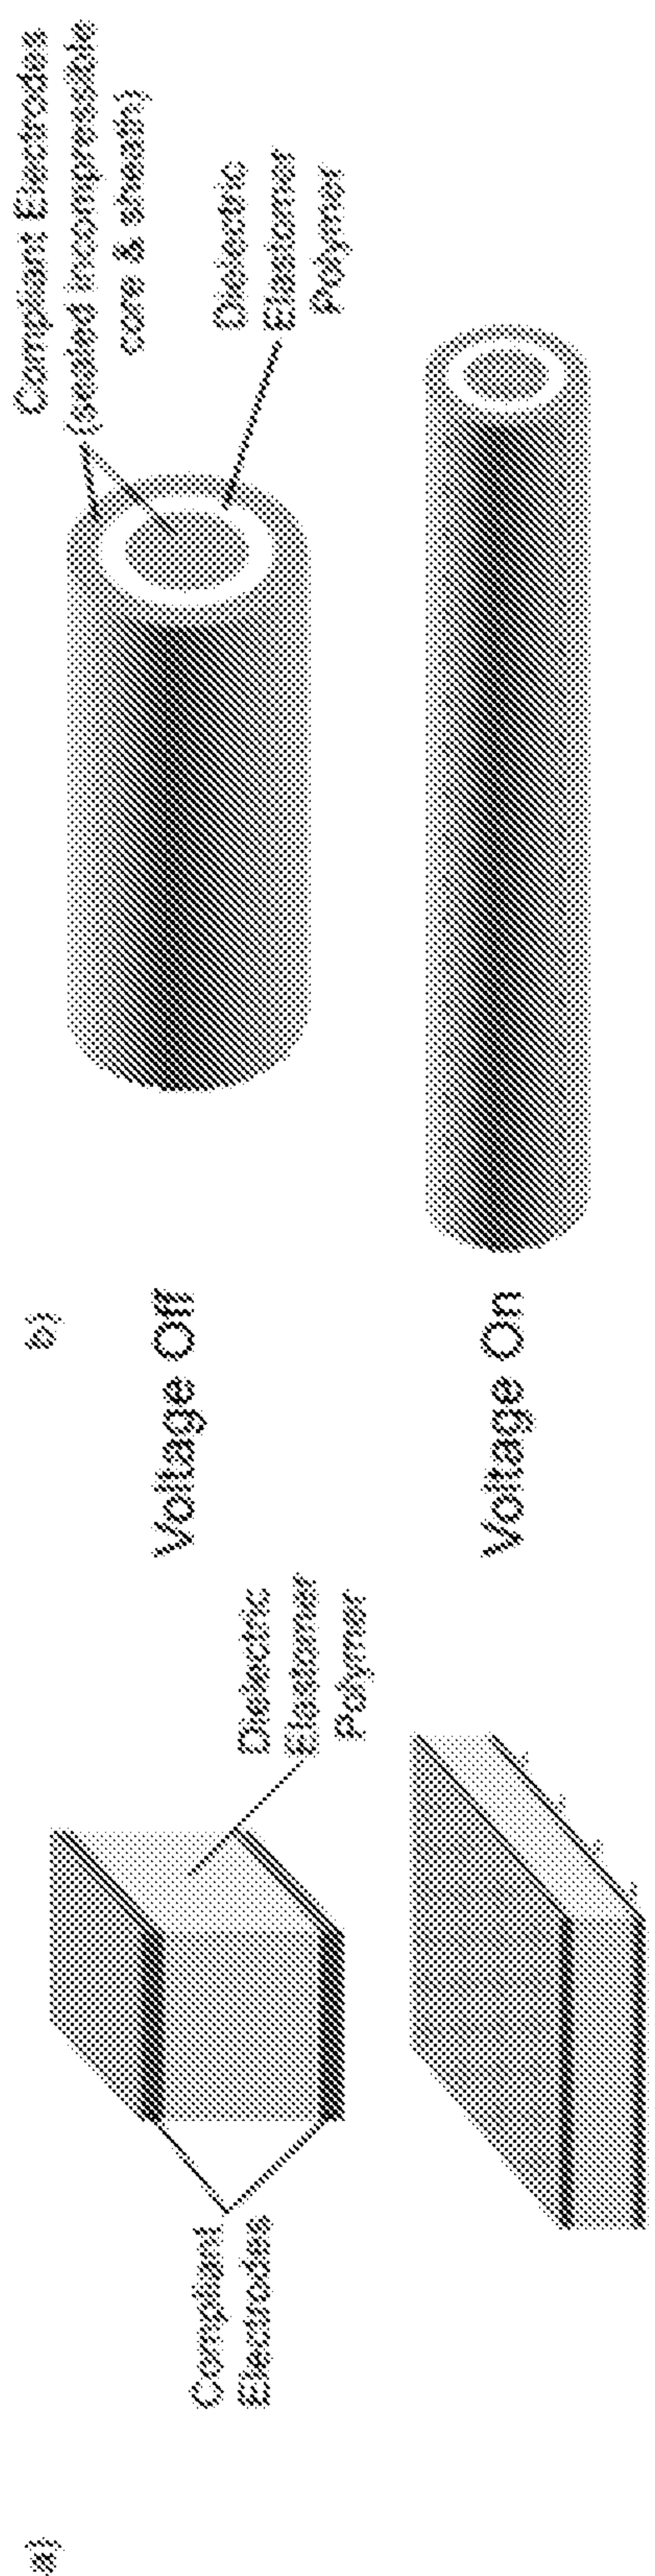 a)
Compliant
Electrodes
Dielectric
Elastomer
Polymer
Voltage Off
Voltage On
b)
Compliant Electrodes
(sealed incompressible
core & sheath)
Dielectric
Elastomer
Polymer